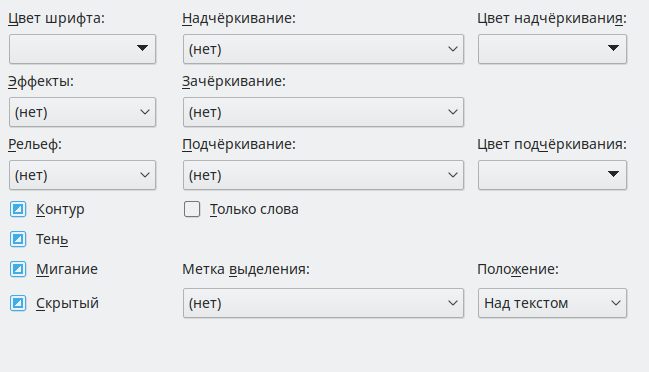 Цвет шрифта: Надчёркивание: Цвет надчёркивания:
(нет)
Эффекты: Зачёркивание:
(нет) (нет)
Рельеф: Подчёркивание: Цвет подчёркивания:
(нет) (нет)
Контур Только слова
Тень
Мигание Метка выделения: Положение:
Скрытый (нет) Над текстом